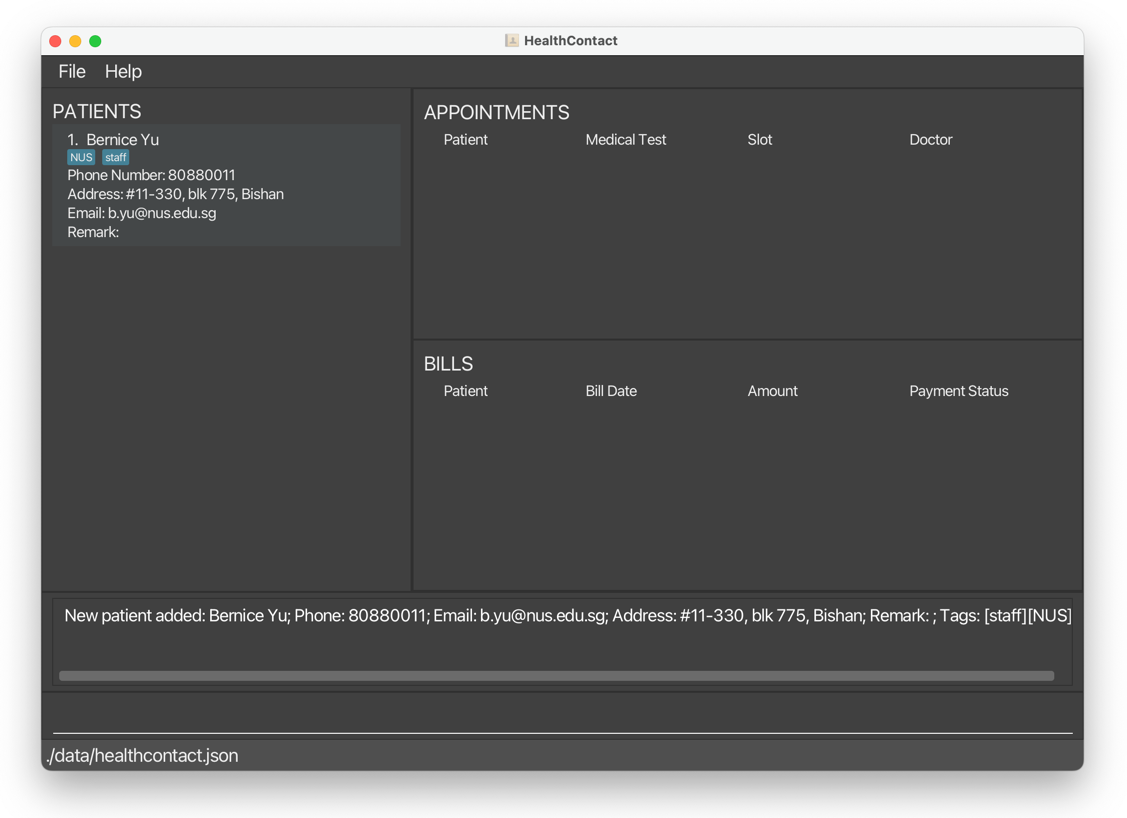 HealthContact
File Help
PATIENTS
1. Bernice Yu
NUS staff
Phone Number: 80880011
Address: #11-330, blk 775, Bishan
Email: b.yu@nus.edu.sg
Remark:
APPOINTMENTS
Patient Medical Test Slot Doctor
BILLS
Patient Bill Date Amount Payment Status
New patient added: Bernice Yu; Phone: 80880011; Email: b.yu@nus.edu.sg; Address: #11-330, blk 775, Bishan; Remark: ; Tags: [staff][NUS]
./data/healthcontact.json